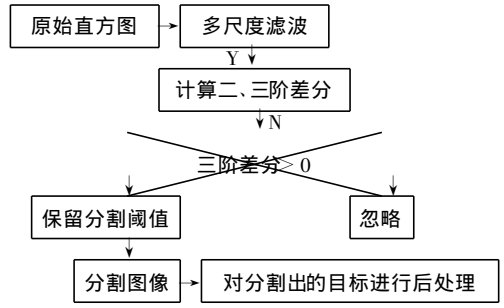 原始直方图
多尺度滤波
Y
计算二、三阶差分
N
三阶差分> 0
保留分割阈值
忽略
分割图像
对分割出的目标进行后处理